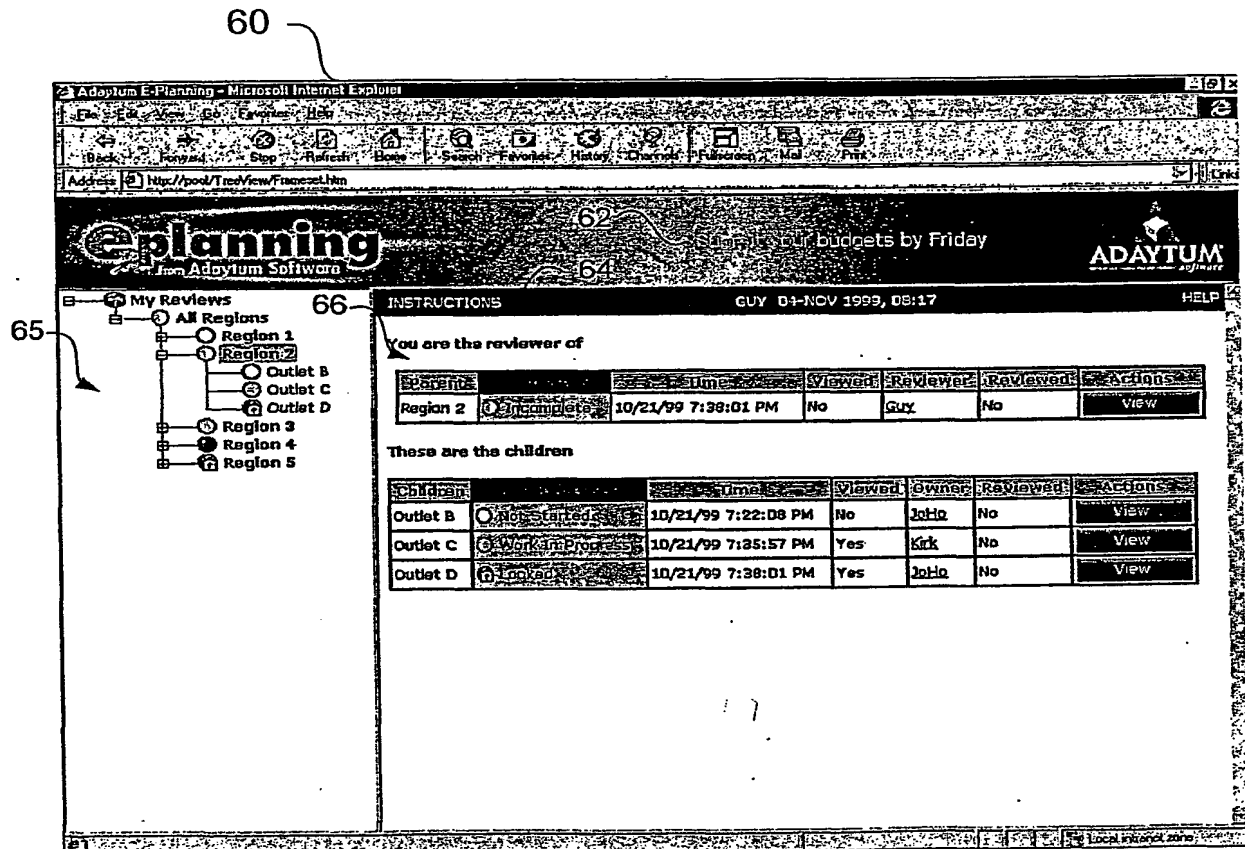 60
Adaytum E-Planning - Microsoft Internet Explorer
File Edit View Go Favorites Help
Back Forward Stop Refresh Home Search Favorites History Channels Fullscreen Mail Print
Address http://pool/TreeView/Frameset.htm Links
eplanning
from Adaytum Software
62
budgets by Friday
ADAYTUM
software
64
65
My Reviews
All Regions
Region 1
Region 2
Outlet B
Outlet C
Outlet D
Region 3
Region 4
Region 5
66
INSTRUCTIONS GUY 04-NOV 1999, 08:17 HELP
You are the reviewer of
Parent Time Viewed Reviewer Reviewed Actions
Region 2 Incomplete 10/21/99 7:38:01 PM No Guy No View
These are the children
Children Time Viewed Owner Reviewed Actions
Outlet B Not Started 10/21/99 7:22:08 PM No JoHo No View
Outlet C Work In Progress 10/21/99 7:35:57 PM Yes Kirk No View
Outlet D Locked 10/21/99 7:38:01 PM Yes JoHo No View
Local intranet zone